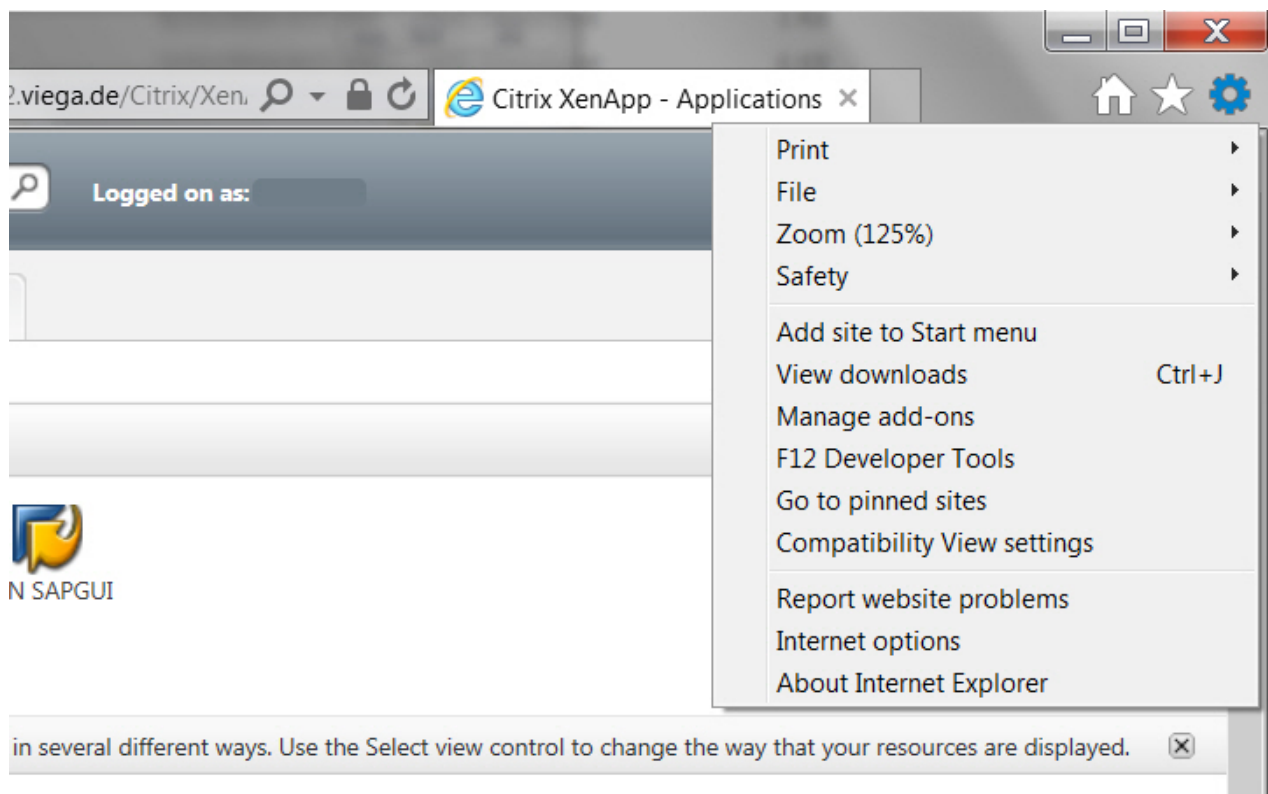 2.viega.de/Citrix/Xen
Citrix XenApp - Applications
Logged on as:
Print
File
Zoom (125%)
Safety
Add site to Start menu
View downloads Ctrl+J
Manage add-ons
F12 Developer Tools
Go to pinned sites
Compatibility View settings
N SAPGUI
Report website problems
Internet options
About Internet Explorer
in several different ways. Use the Select view control to change the way that your resources are displayed.